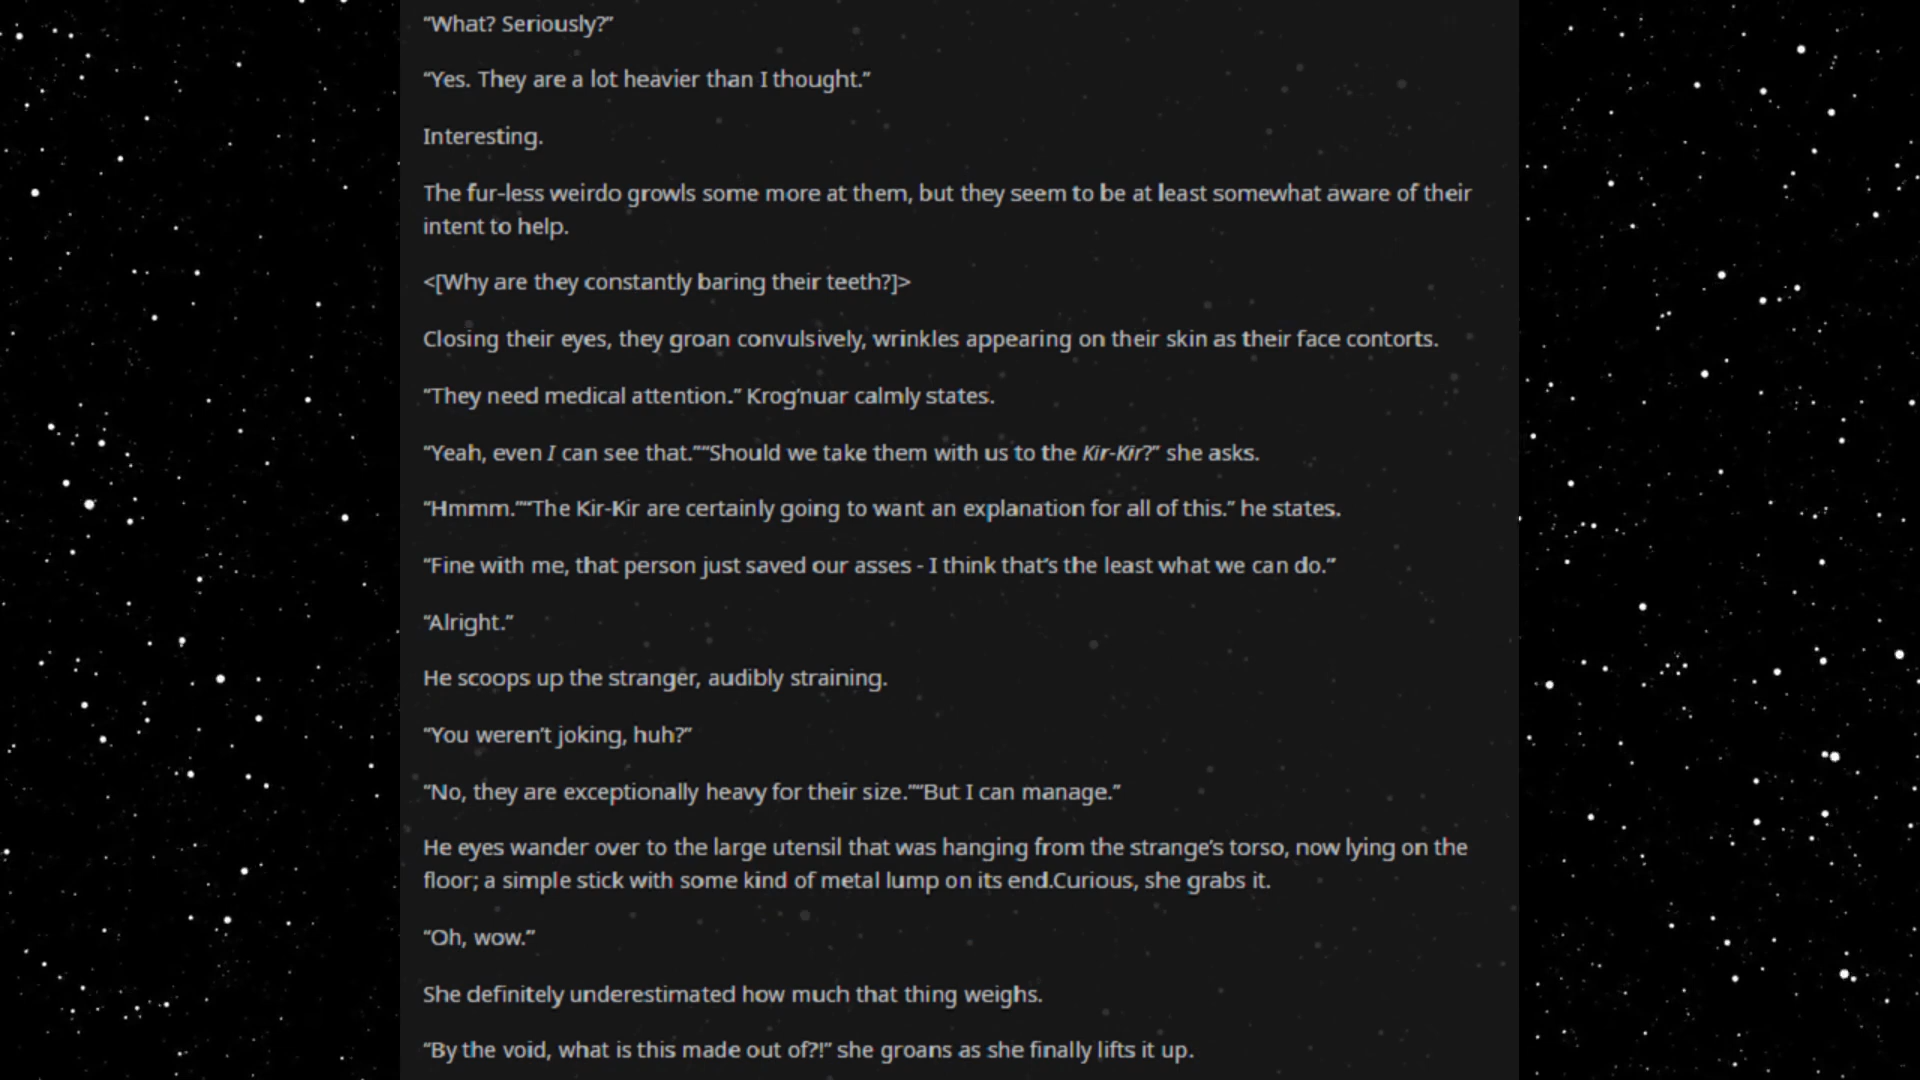 “What? Seriously?”
“Yes. They are a lot heavier than I thought.”
Interesting.
The fur-less weirdo growls some more at them, but they seem to be at least somewhat aware of their
intent to help.
<[Why are they constantly baring their teeth?]>
Closing their eyes, they groan convulsively, wrinkles appearing on their skin as their face contorts.
“They need medical attention.” Krog’nuar calmly states.
“Yeah, even I can see that.”“Should we take them with us to the Kir-Kir?” she asks.
“Hmmm.”“The Kir-Kir are certainly going to want an explanation for all of this.” he states.
“Fine with me, that person just saved our asses - I think that’s the least what we can do.”
“Alright.”
He scoops up the stranger, audibly straining.
“You weren’t joking, huh?”
“No, they are exceptionally heavy for their size.”“But I can manage.”
He eyes wander over to the large utensil that was hanging from the strange’s torso, now lying on the
floor; a simple stick with some kind of metal lump on its end.Curious, she grabs it.
“Oh, wow.”
She definitely underestimated how much that thing weighs.
“By the void, what is this made out of?!” she groans as she finally lifts it up.